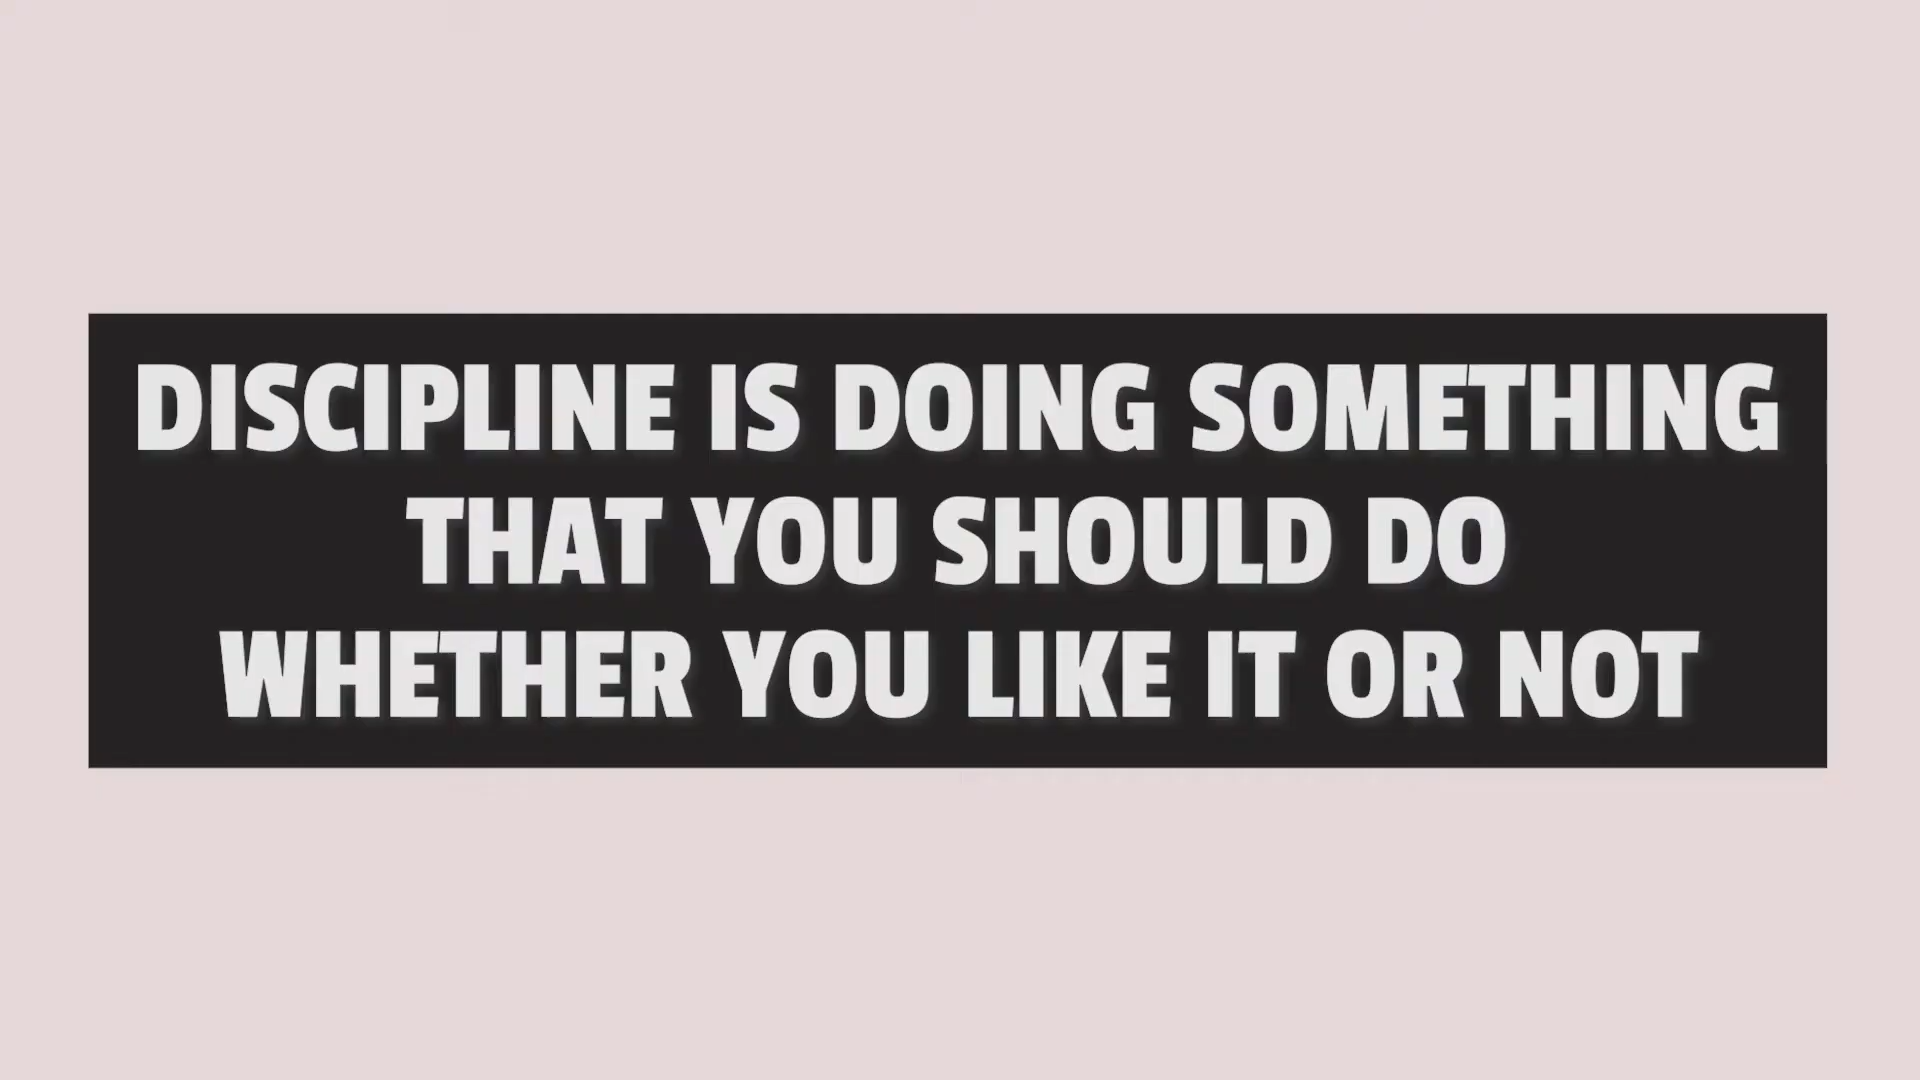 DISCIPLINE IS DOING SOMETHING
THAT YOU SHOULD DO
WHETHER YOU LIKE IT OR NOT